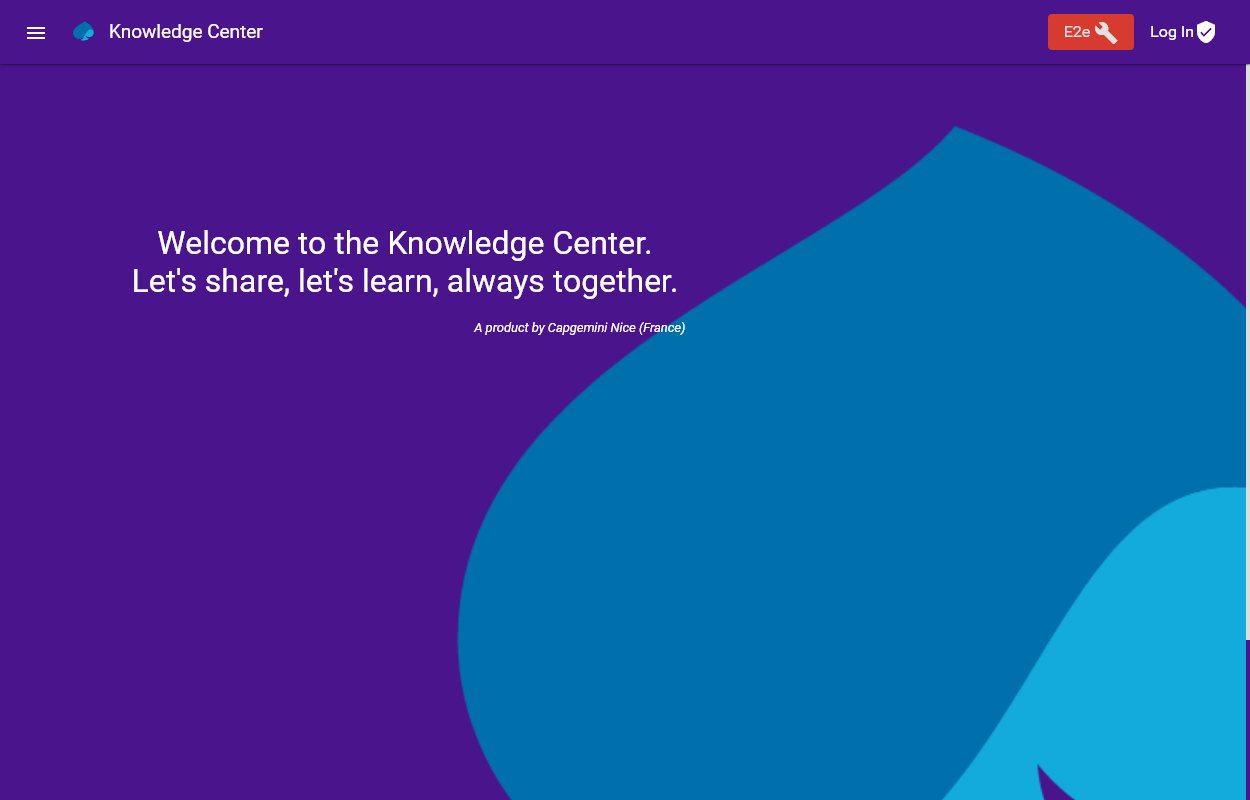 Knowledge Center
E2e
Log In
Welcome to the Knowledge Center.
Let's share, let's learn, always together.
A product by Capgemini Nice (France)